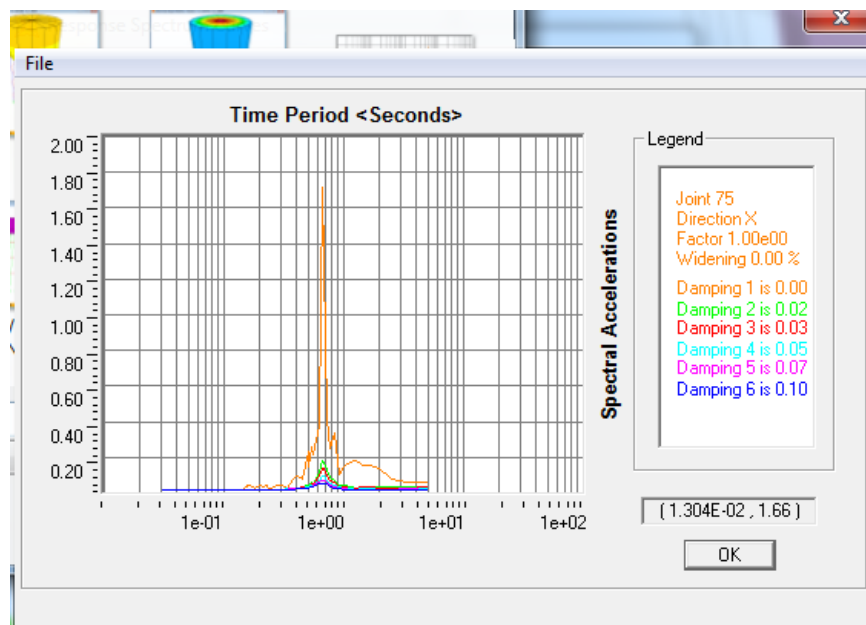 Response Spectrum
File
Time Period <Seconds>
2.00
1.80
1.60
1.40
1.20
1.00
0.80
0.60
0.40
0.20
1e-01
1e+00
1e+01
1e+02
Spectral Accelerations
Legend
Joint 75
Direction X
Factor 1.00e00
Widening 0.00 %
Damping 1 is 0.00
Damping 2 is 0.02
Damping 3 is 0.03
Damping 4 is 0.05
Damping 5 is 0.07
Damping 6 is 0.10
( 1.304E-02 , 1.66 )
OK